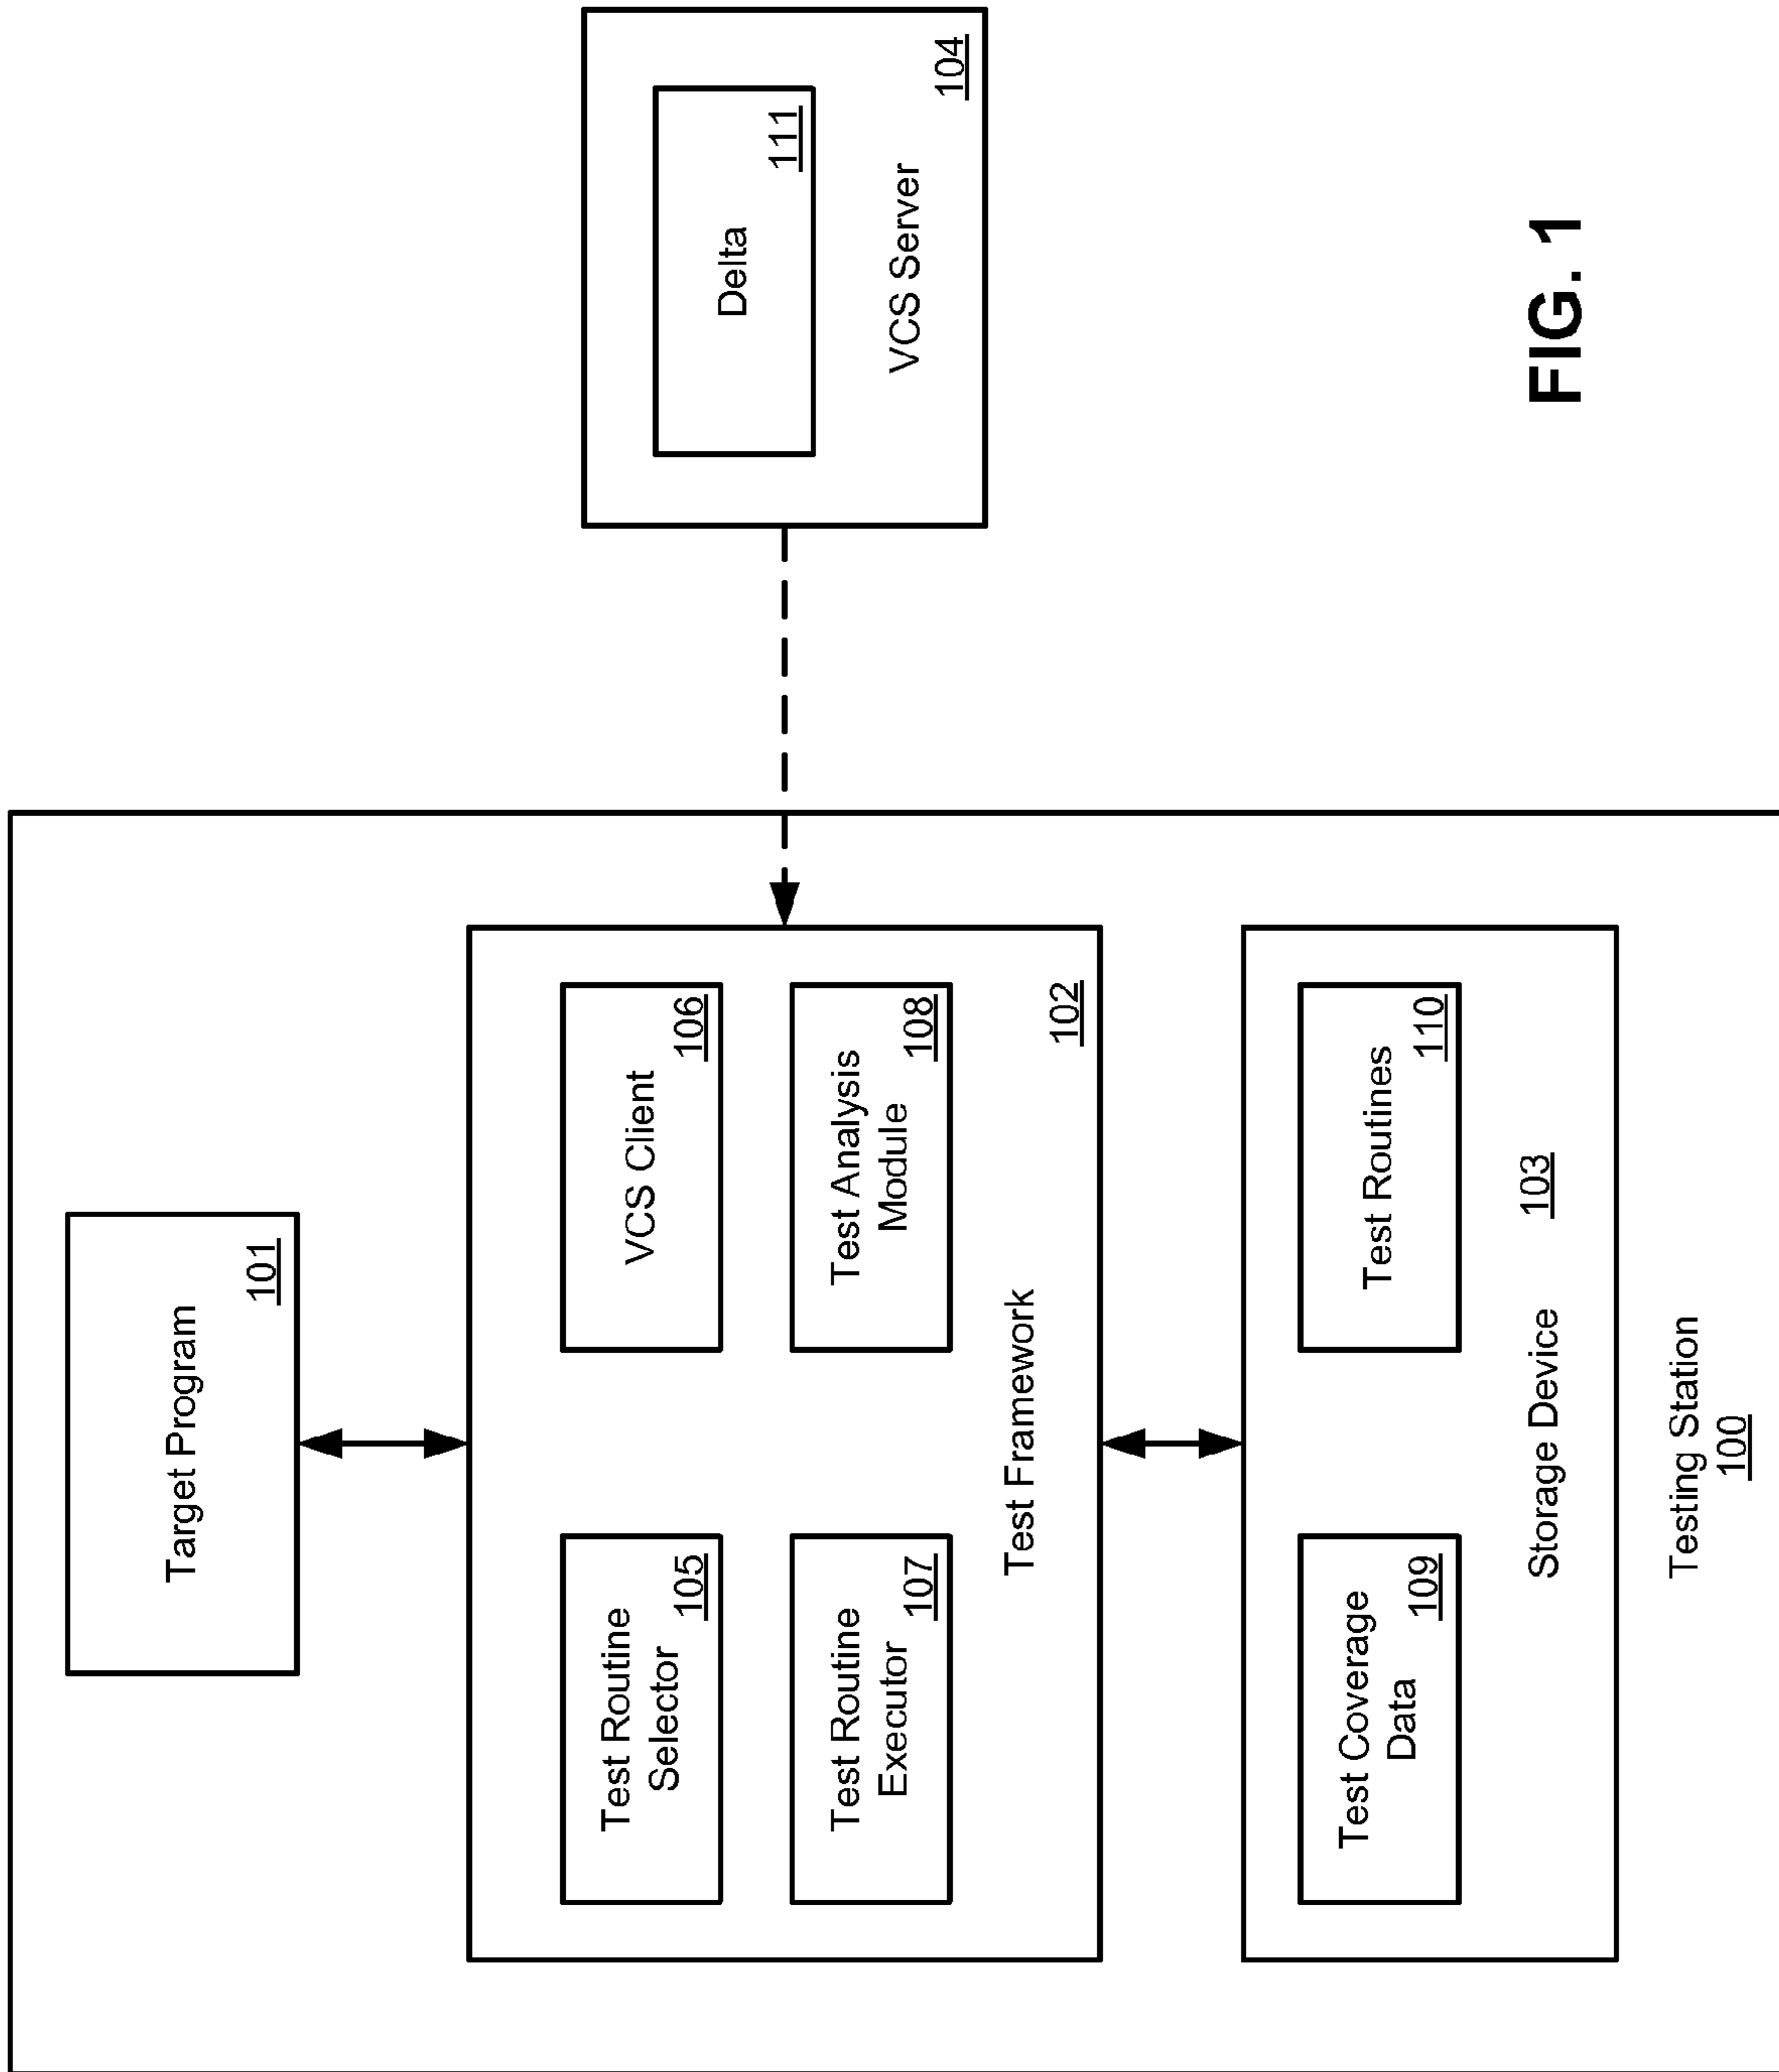 Target Program
101
Test Routine
Selector
105
VCS Client
106
Test Routine
Executor
107
Test Analysis
Module
108
Test Framework
102
Test Coverage
Data
109
Test Routines
110
Storage Device
103
Testing Station
100
Delta
111
VCS Server
104
FIG. 1